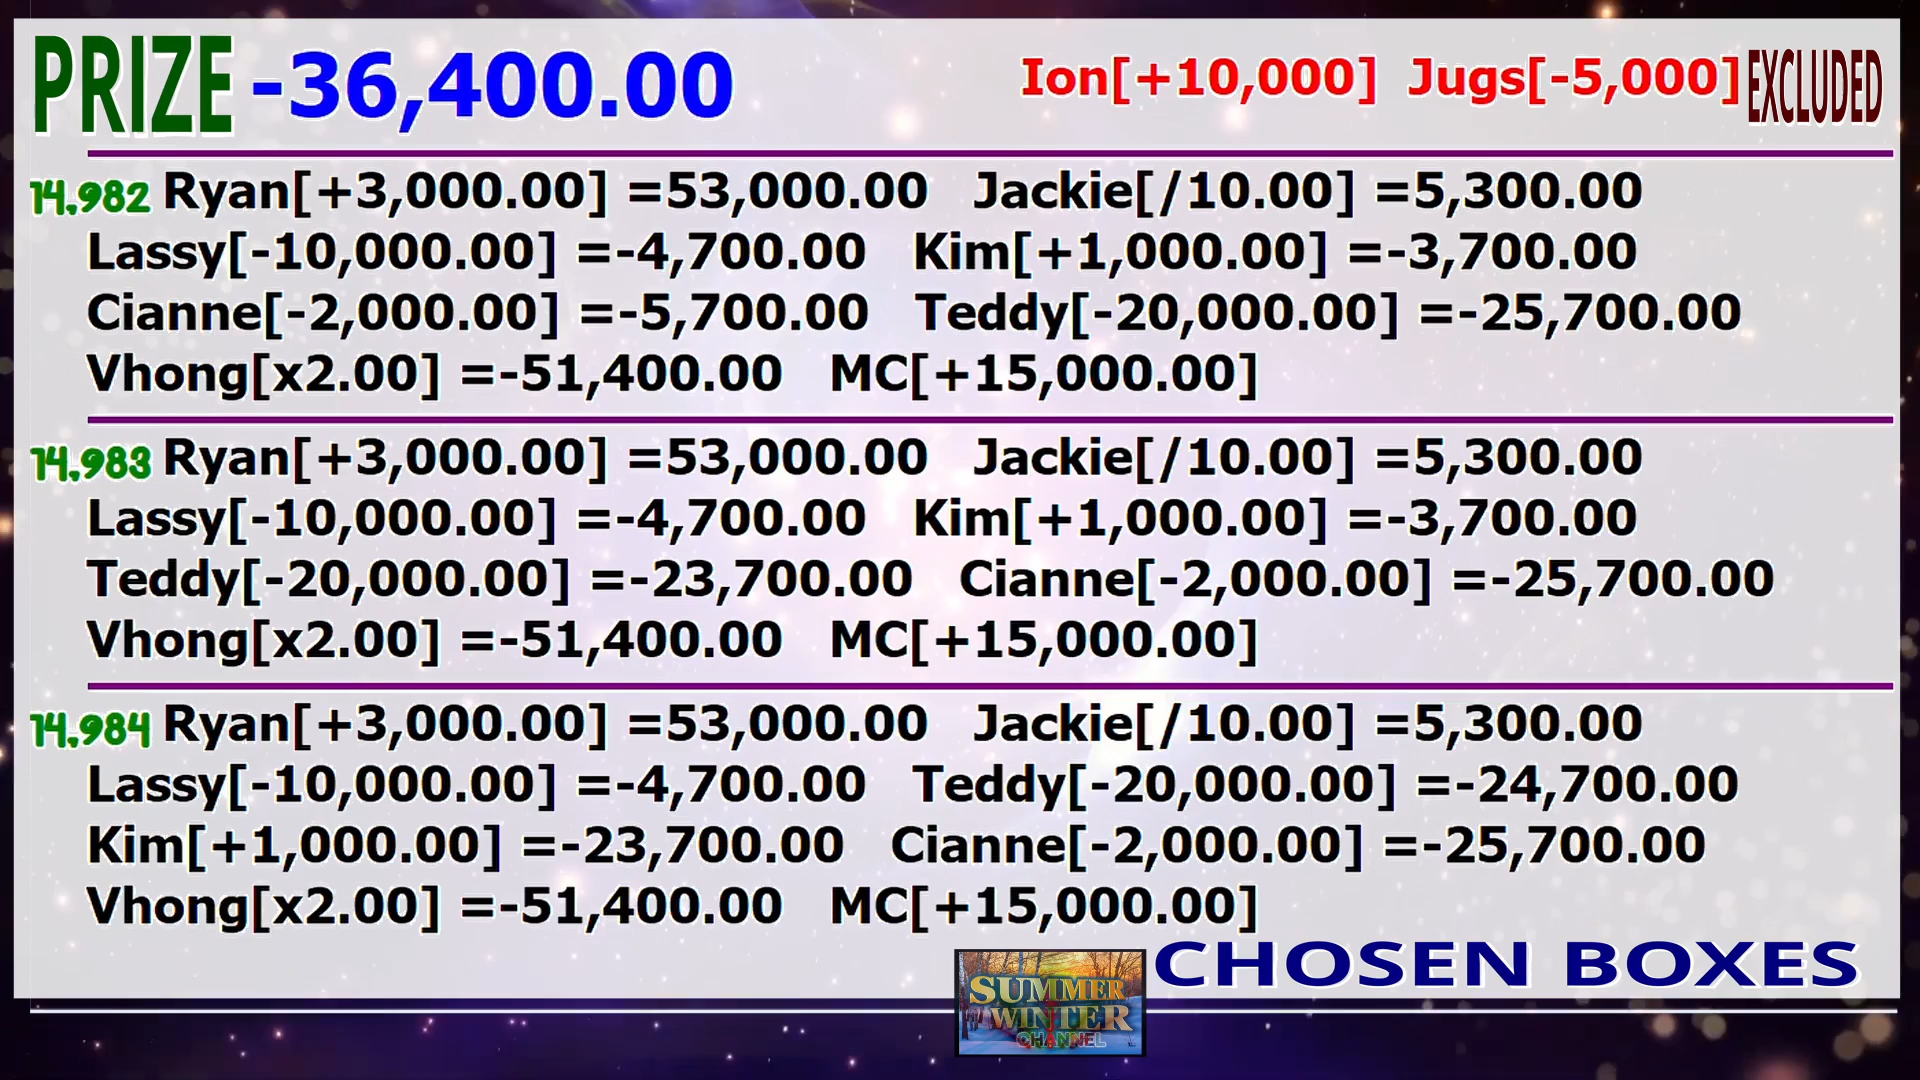 PRIZE -36,400.00 Ion[+10,000] Jugs[-5,000] EXCLUDED
14,982 Ryan[+3,000.00] =53,000.00 Jackie[/10.00] =5,300.00
Lassy[-10,000.00] =-4,700.00 Kim[+1,000.00] =-3,700.00
Cianne[-2,000.00] =-5,700.00 Teddy[-20,000.00] =-25,700.00
Vhong[x2.00] =-51,400.00 MC[+15,000.00]
14,983 Ryan[+3,000.00] =53,000.00 Jackie[/10.00] =5,300.00
Lassy[-10,000.00] =-4,700.00 Kim[+1,000.00] =-3,700.00
Teddy[-20,000.00] =-23,700.00 Cianne[-2,000.00] =-25,700.00
Vhong[x2.00] =-51,400.00 MC[+15,000.00]
14,984 Ryan[+3,000.00] =53,000.00 Jackie[/10.00] =5,300.00
Lassy[-10,000.00] =-4,700.00 Teddy[-20,000.00] =-24,700.00
Kim[+1,000.00] =-23,700.00 Cianne[-2,000.00] =-25,700.00
Vhong[x2.00] =-51,400.00 MC[+15,000.00]
CHOSEN BOXES
SUMMER
WINTER
CHANNEL